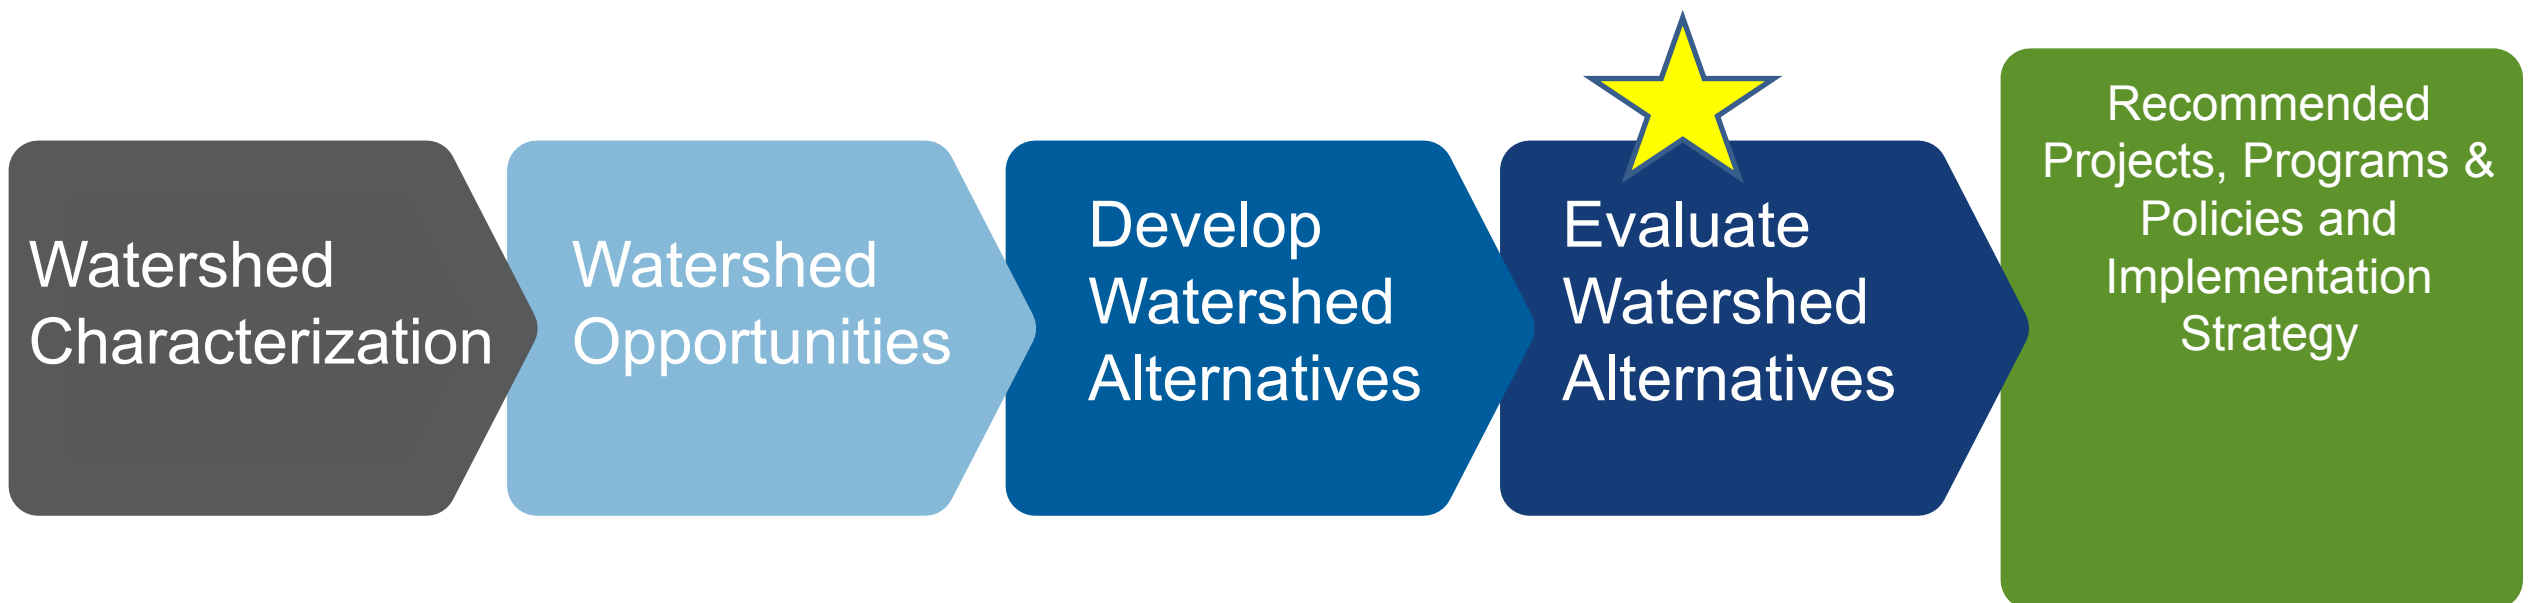 Watershed
Characterization
Watershed
Opportunities
Develop
Watershed
Alternatives
Evaluate
Watershed
Alternatives
Recommended
Projects, Programs &
Policies and
Implementation
Strategy